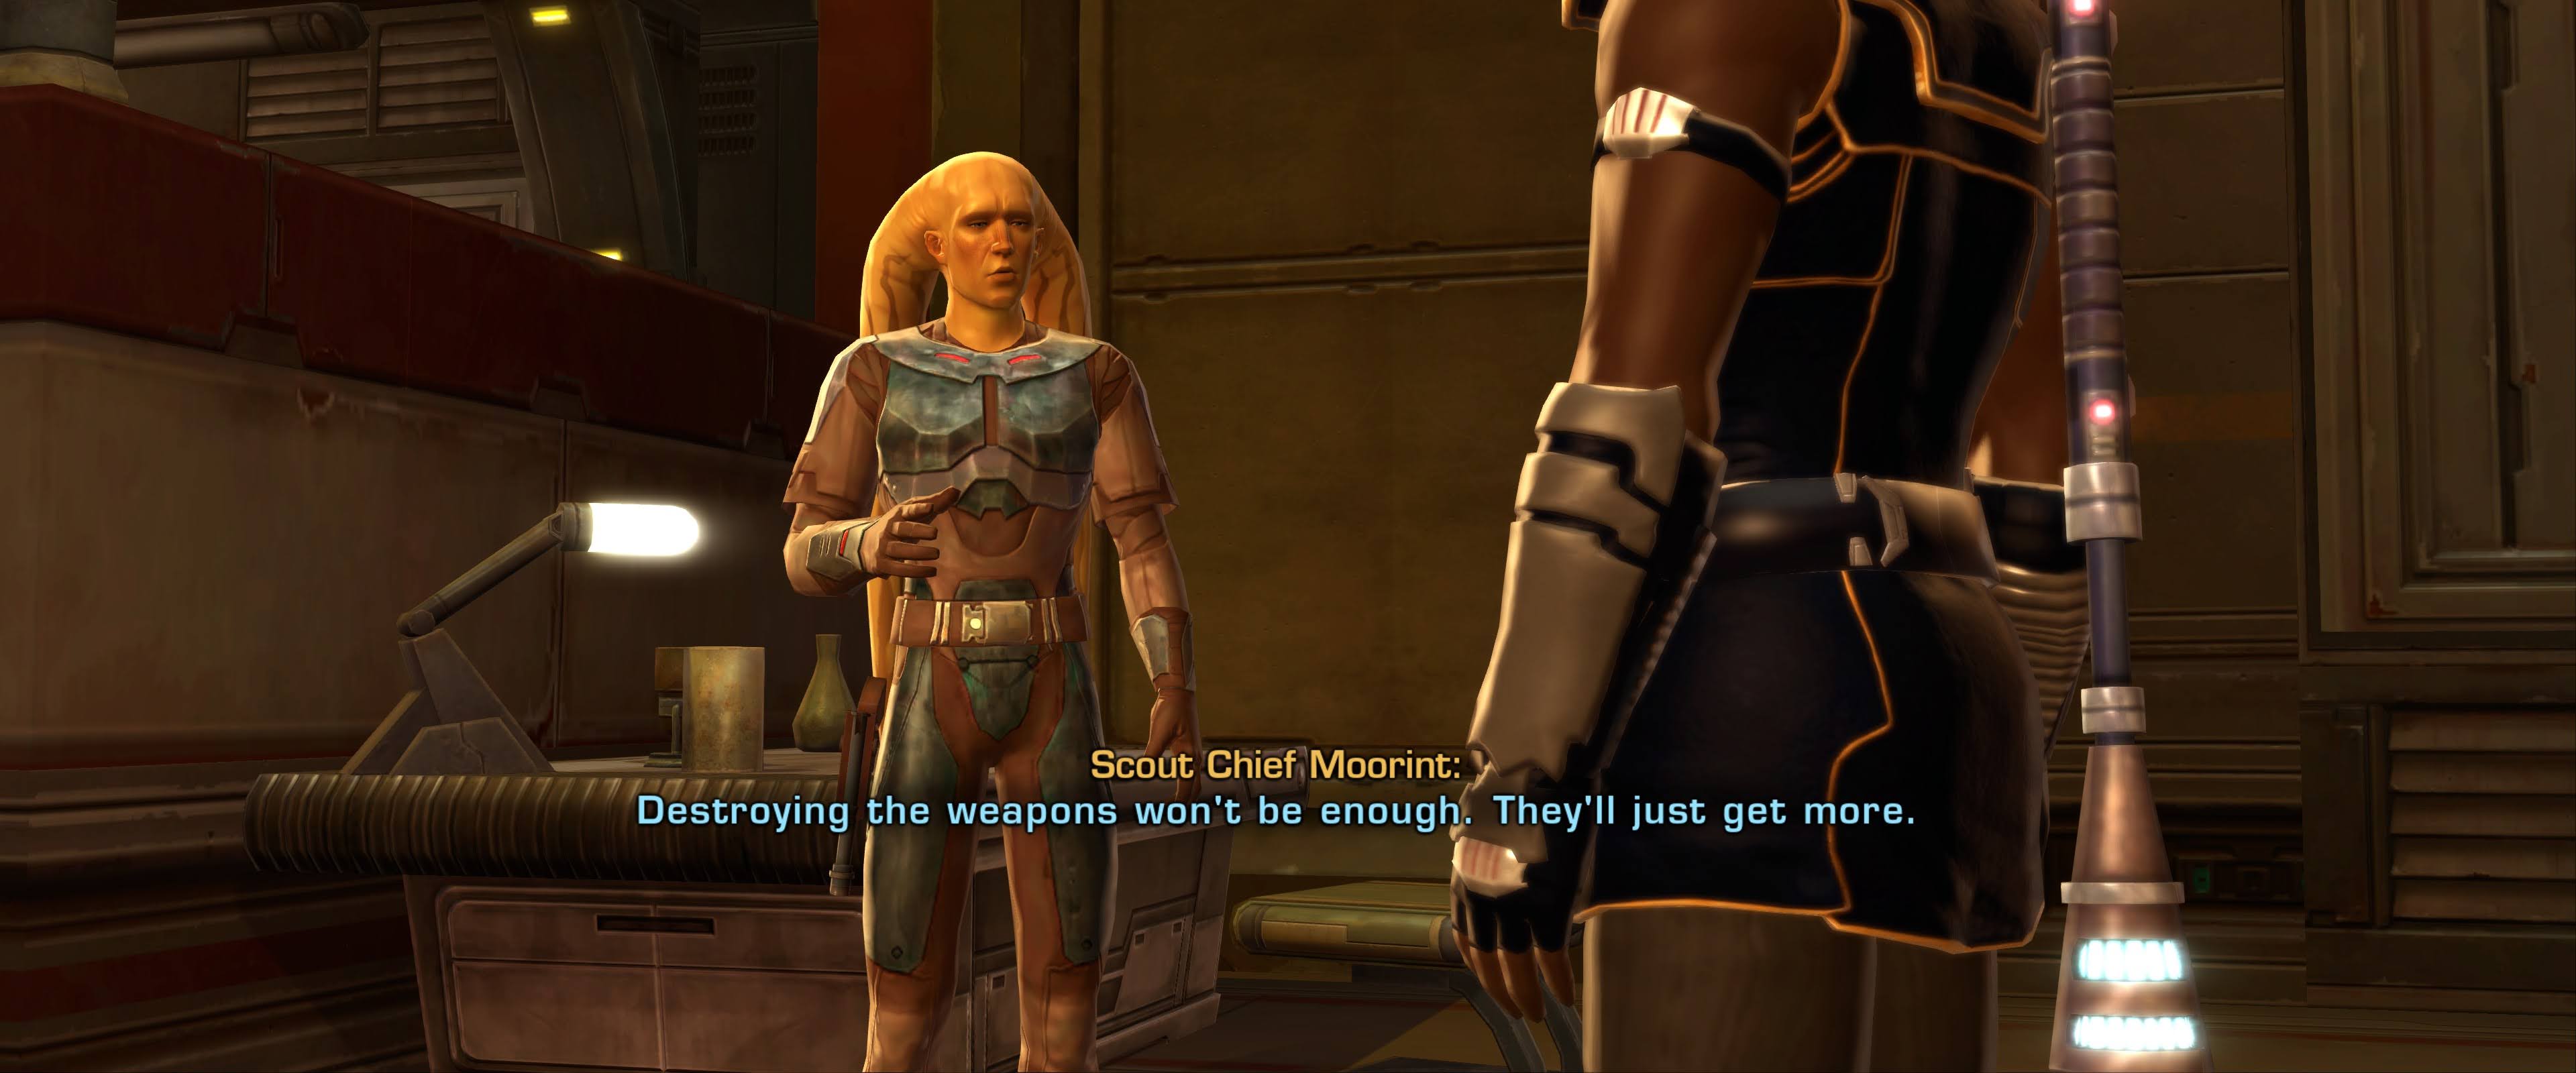 Scout Chief Moorint:
Destroying the weapons won't be enough. They'll just get more.